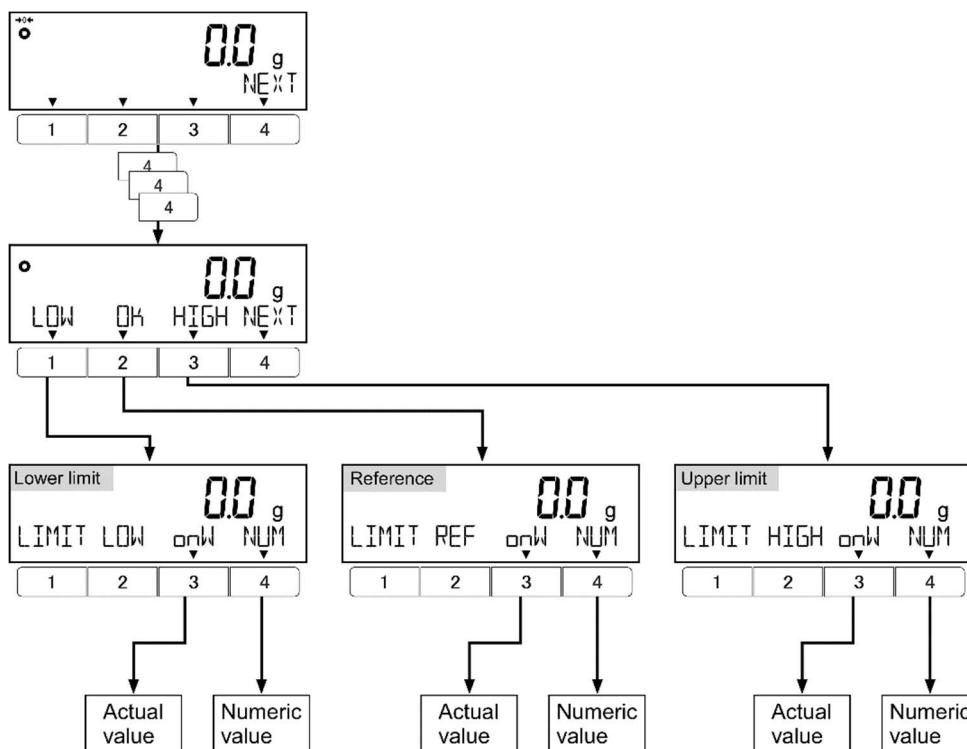 →0←
0.0 g
NEXT
1 2 3 4
4
4
4
0.0 g
LOW OK HIGH NEXT
1 2 3 4
Lower limit
0.0 g
LIMIT LOW onW NUM
1 2 3 4
Reference
0.0 g
LIMIT REF onW NUM
1 2 3 4
Upper limit
0.0 g
LIMIT HIGH onW NUM
1 2 3 4
Actual
value
Numeric
value
Actual
value
Numeric
value
Actual
value
Numeric
value